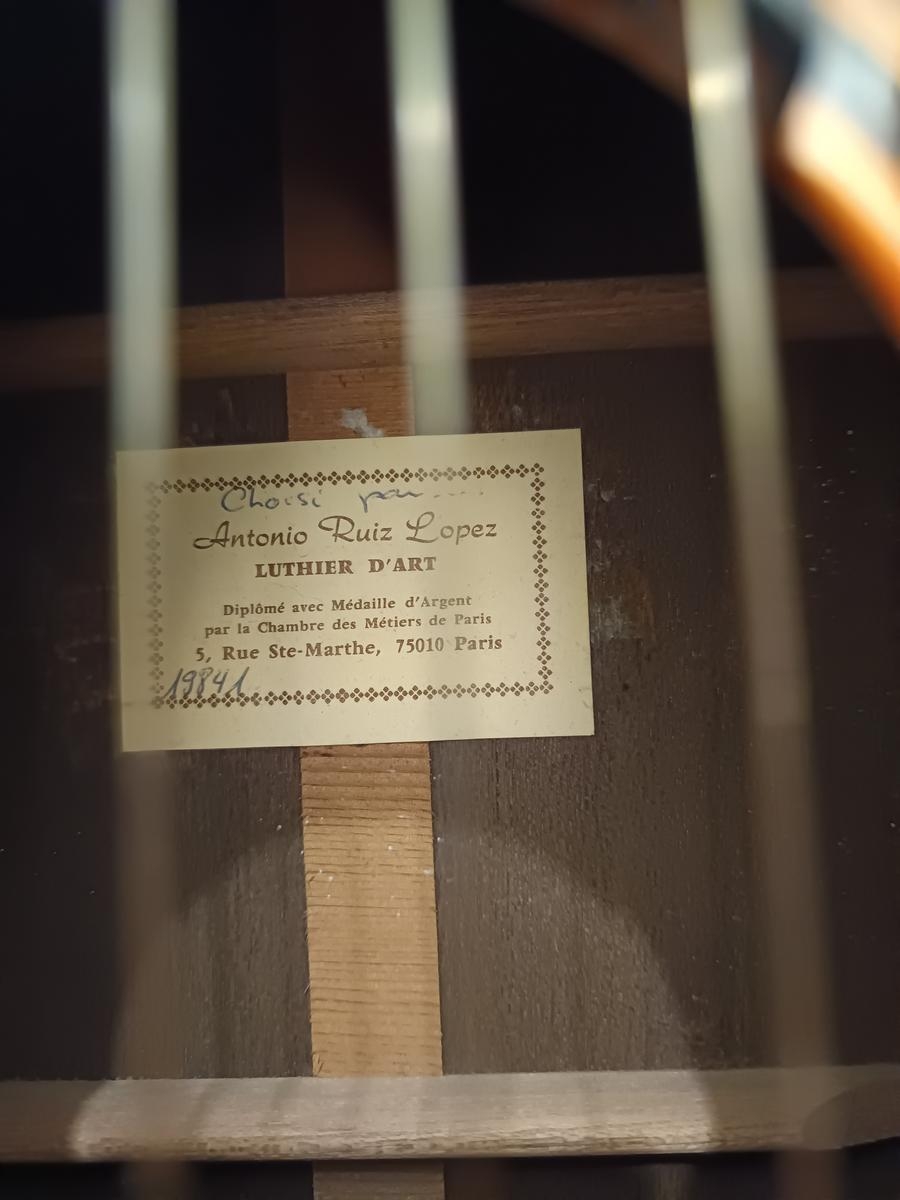 Choisi par....
Antonio Ruiz Lopez
LUTHIER D'ART
Diplômé avec Médaille d'Argent
par la Chambre des Métiers de Paris
5, Rue Ste-Marthe, 75010 Paris
19841